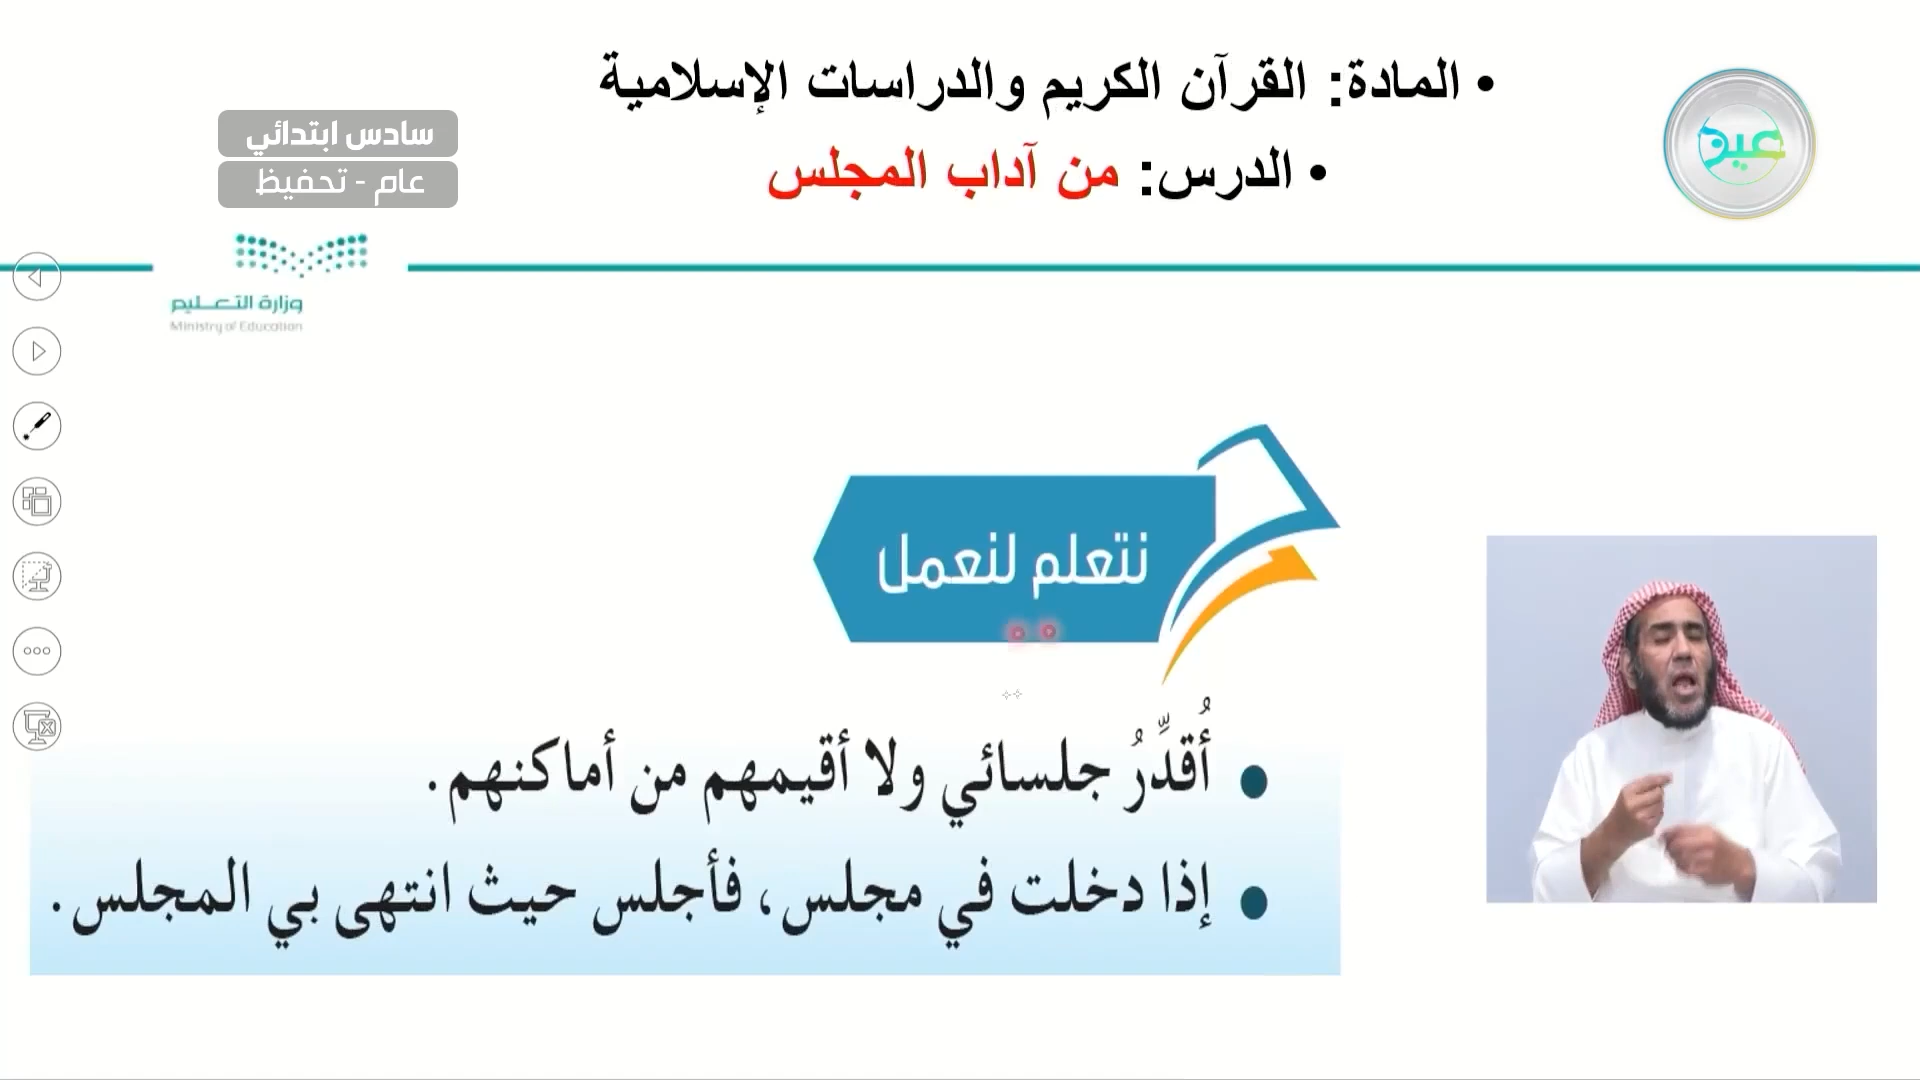 • المادة: القرآن الكريم والدراسات الإسلامية
• الدرس: من آداب المجلس
سادس ابتدائي
عام - تحفيظ
عين
وزارة التعليم
Ministry of Education
نتعلم لنعمل
• أُقدِّرُ جلسائي ولا أقيمهم من أماكنهم.
• إذا دخلت في مجلس، فأجلس حيث انتهى بي المجلس.